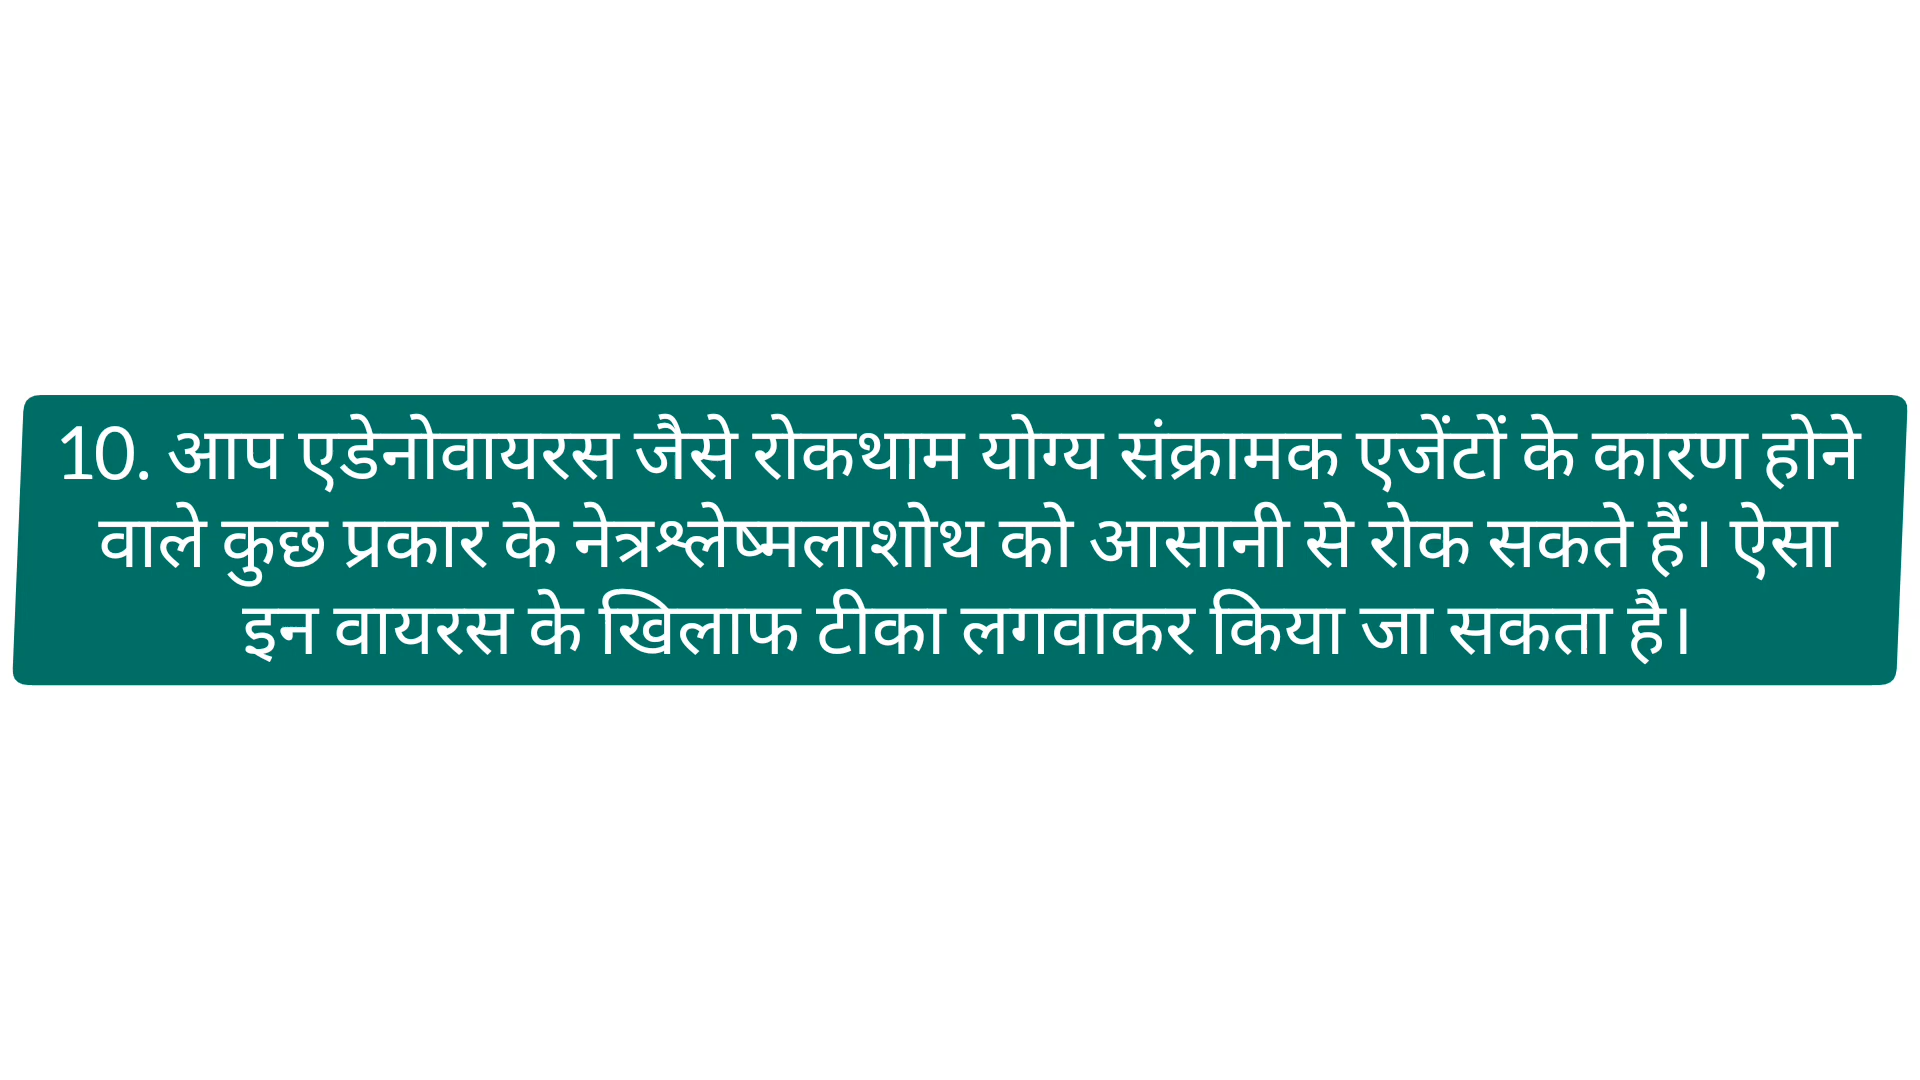 10. आप एडेनोवायरस जैसे रोकथाम योग्य संक्रामक एजेंटों के कारण होने
वाले कुछ प्रकार के नेत्रश्लेष्मलाशोथ को आसानी से रोक सकते हैं। ऐसा
इन वायरस के खिलाफ टीका लगवाकर किया जा सकता है।